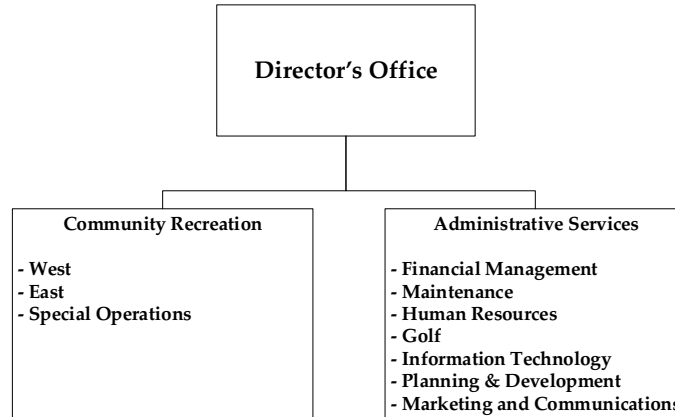 Director’s Office
Community Recreation
- West
- East
- Special Operations
Administrative Services
- Financial Management
- Maintenance
- Human Resources
- Golf
- Information Technology
- Planning & Development
- Marketing and Communications